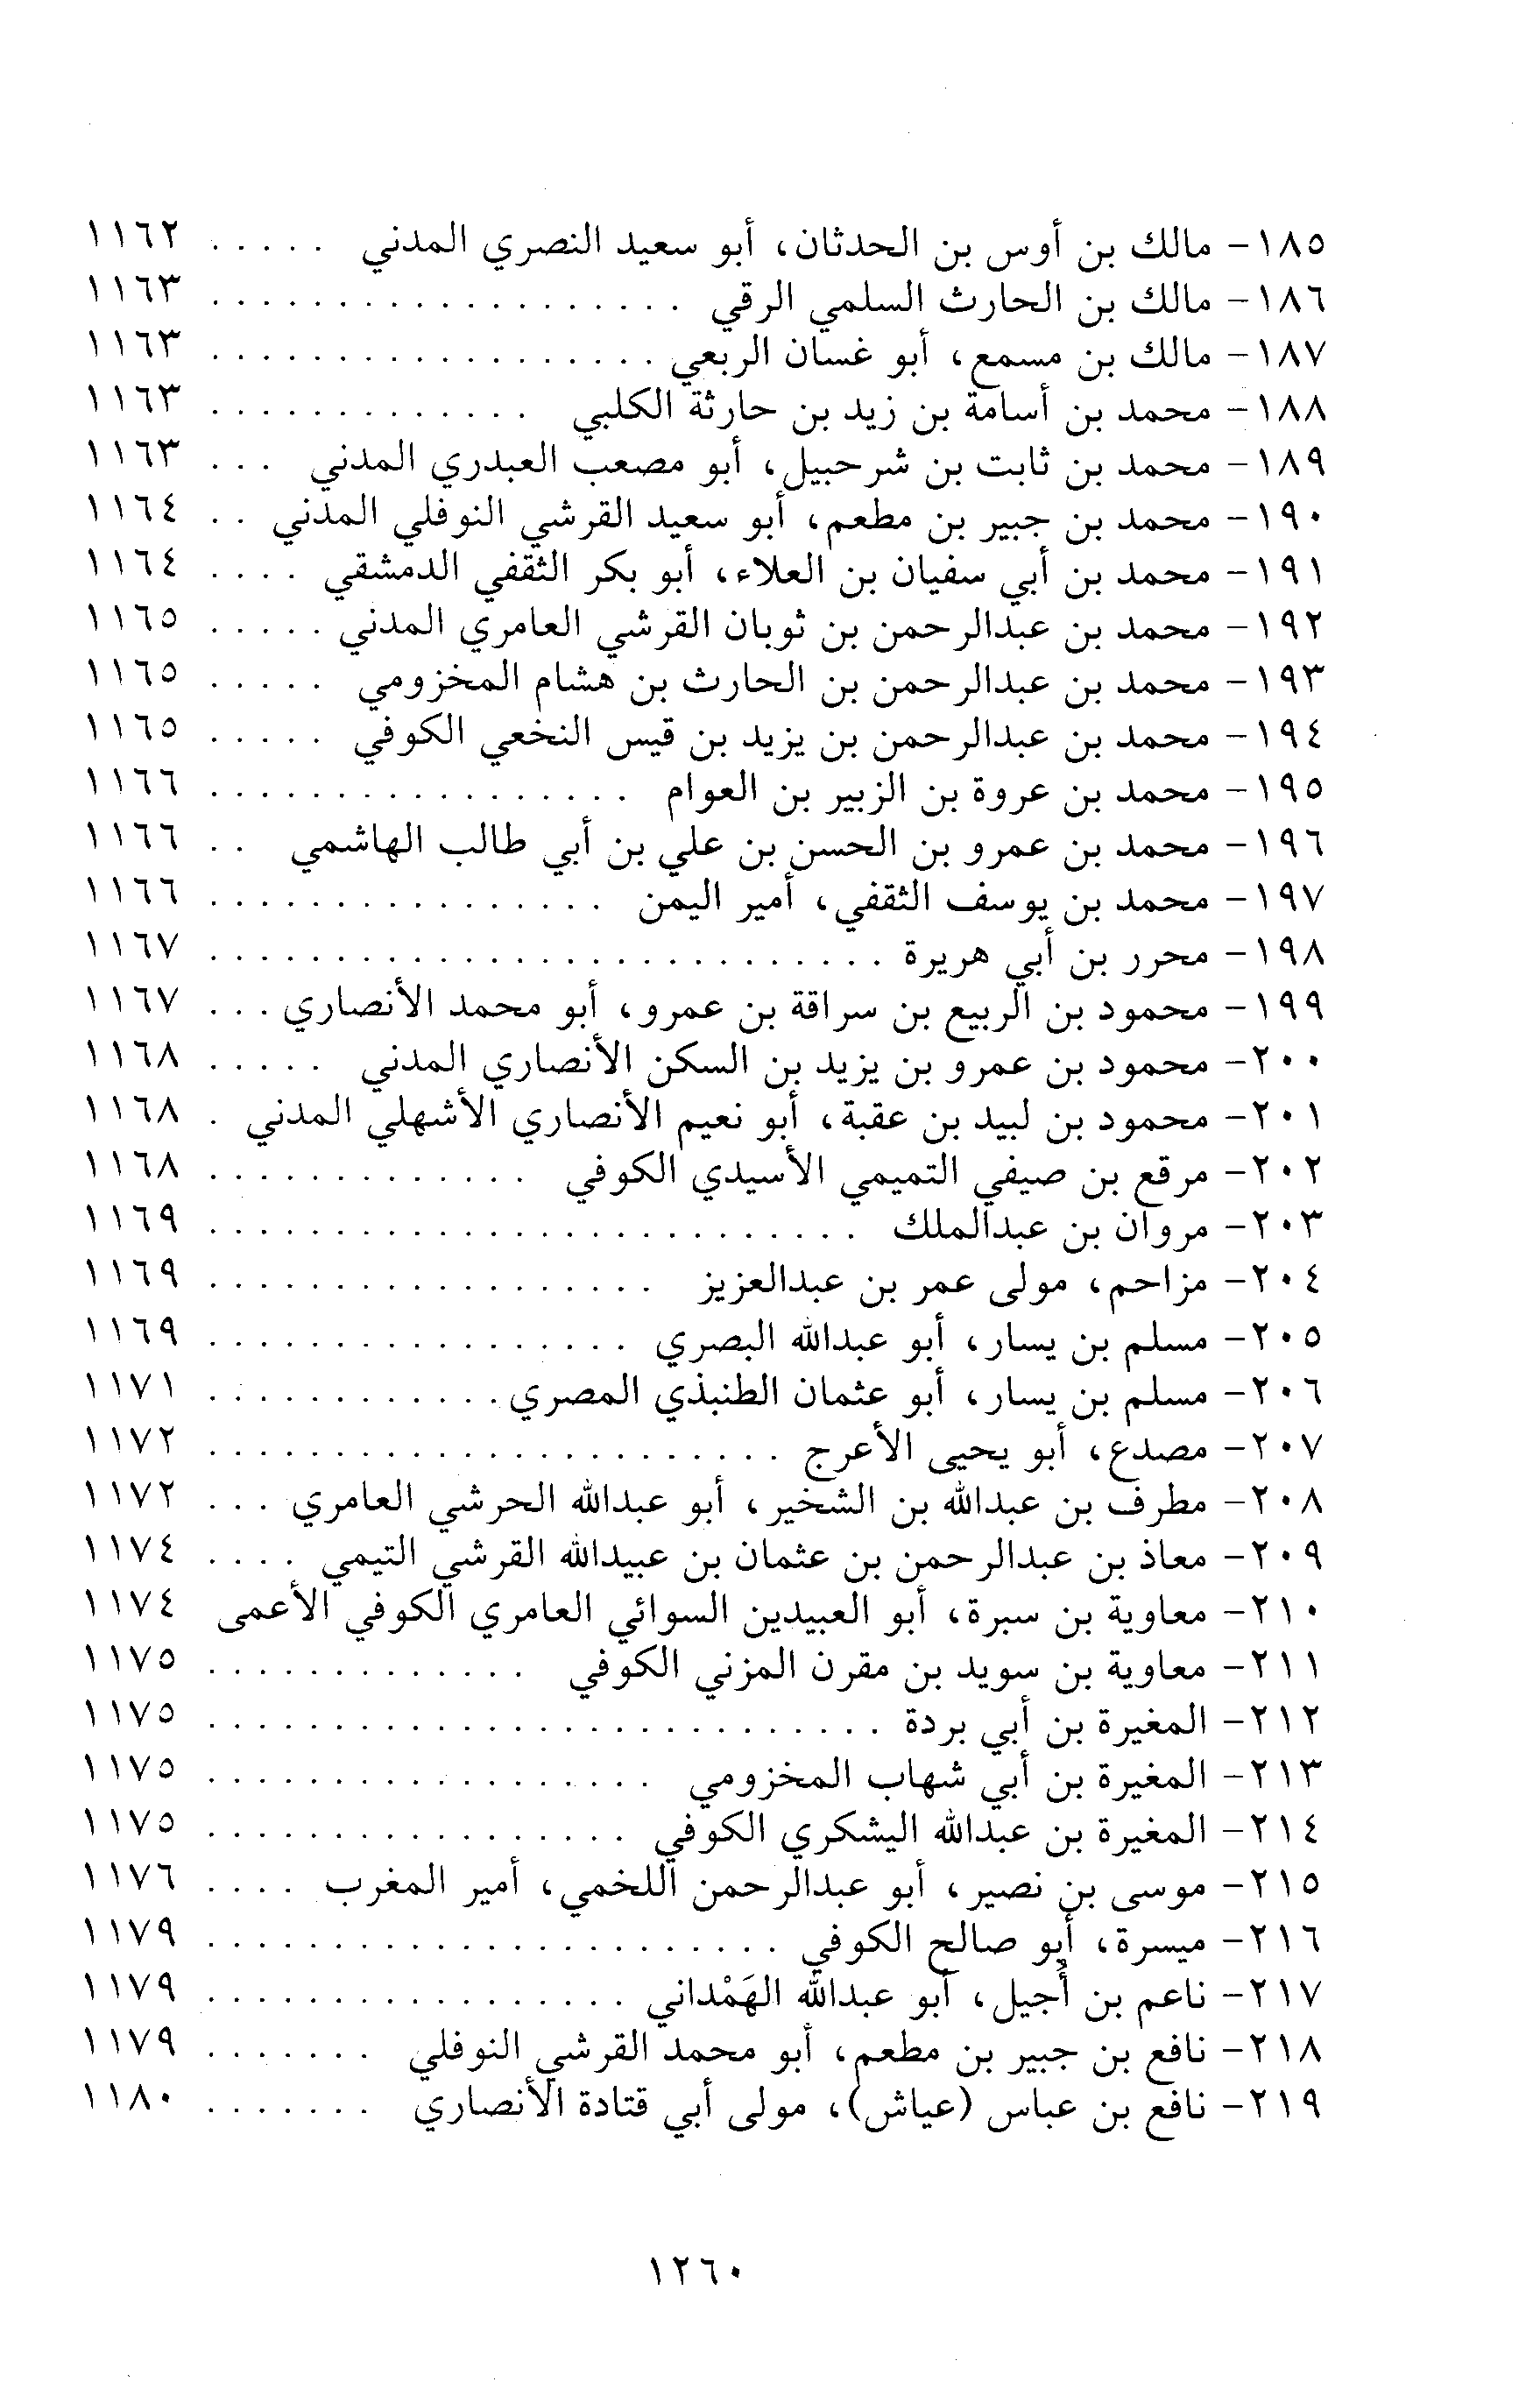 ١٨٥- مالك بن أوس بن الحدثان، أبو سعيد النصري المدني . . . . . ١١٦٢
١٨٦- مالك بن الحارث السلمي الرقي . . . . . . . . . . . . . . . . . . . ١١٦٣
١٨٧- مالك بن مسمع، أبو غسان الربعي . . . . . . . . . . . . . . . . . . ١١٦٣
١٨٨- محمد بن أسامة بن زيد بن حارثة الكلبي . . . . . . . . . . . . . ١١٦٣
١٨٩- محمد بن ثابت بن شرحبيل، أبو مصعب العبدري المدني . . . ١١٦٣
١٩٠- محمد بن جبير بن مطعم، أبو سعيد القرشي النوفلي المدني . . ١١٦٤
١٩١- محمد بن أبي سفيان بن العلاء، أبو بكر الثقفي الدمشقي . . . . ١١٦٤
١٩٢- محمد بن عبدالرحمن بن ثوبان القرشي العامري المدني . . . . . ١١٦٥
١٩٣- محمد بن عبدالرحمن بن الحارث بن هشام المخزومي . . . . . ١١٦٥
١٩٤- محمد بن عبدالرحمن بن يزيد بن قيس النخعي الكوفي . . . . . ١١٦٥
١٩٥- محمد بن عروة بن الزبير بن العوام . . . . . . . . . . . . . . . . . ١١٦٦
١٩٦- محمد بن عمرو بن الحسن بن علي بن أبي طالب الهاشمي . . ١١٦٦
١٩٧- محمد بن يوسف الثقفي، أمير اليمن . . . . . . . . . . . . . . . . ١١٦٦
١٩٨- محرر بن أبي هريرة . . . . . . . . . . . . . . . . . . . . . . . . . . . ١١٦٧
١٩٩- محمود بن الربيع بن سراقة بن عمرو، أبو محمد الأنصاري . . . ١١٦٧
٢٠٠- محمود بن عمرو بن يزيد بن السكن الأنصاري المدني . . . . . ١١٦٨
٢٠١- محمود بن لبيد بن عقبة، أبو نعيم الأنصاري الأشهلي المدني . ١١٦٨
٢٠٢- مرقع بن صيفي التميمي الأسيدي الكوفي . . . . . . . . . . . . . ١١٦٨
٢٠٣- مروان بن عبدالملك . . . . . . . . . . . . . . . . . . . . . . . . . . ١١٦٩
٢٠٤- مزاحم، مولى عمر بن عبدالعزيز . . . . . . . . . . . . . . . . . . ١١٦٩
٢٠٥- مسلم بن يسار، أبو عبدالله البصري . . . . . . . . . . . . . . . . . ١١٦٩
٢٠٦- مسلم بن يسار، أبو عثمان الطنبذي المصري . . . . . . . . . . . . ١١٧١
٢٠٧- مصدع، أبو يحيى الأعرج . . . . . . . . . . . . . . . . . . . . . . . ١١٧٢
٢٠٨- مطرف بن عبدالله بن الشخير، أبو عبدالله الحرشي العامري . . . ١١٧٢
٢٠٩- معاذ بن عبدالرحمن بن عثمان بن عبيدالله القرشي التيمي . . . . ١١٧٤
٢١٠- معاوية بن سبرة، أبو العبيدين السوائي العامري الكوفي الأعمى ١١٧٤
٢١١- معاوية بن سويد بن مقرن المزني الكوفي . . . . . . . . . . . . . ١١٧٥
٢١٢- المغيرة بن أبي بردة . . . . . . . . . . . . . . . . . . . . . . . . . . . ١١٧٥
٢١٣- المغيرة بن أبي شهاب المخزومي . . . . . . . . . . . . . . . . . . ١١٧٥
٢١٤- المغيرة بن عبدالله اليشكري الكوفي . . . . . . . . . . . . . . . . . ١١٧٥
٢١٥- موسى بن نصير، أبو عبدالرحمن اللخمي، أمير المغرب . . . . ١١٧٦
٢١٦- ميسرة، أبو صالح الكوفي . . . . . . . . . . . . . . . . . . . . . . . ١١٧٩
٢١٧- ناعم بن أُجيل، أبو عبدالله الهَمْداني . . . . . . . . . . . . . . . . . ١١٧٩
٢١٨- نافع بن جبير بن مطعم، أبو محمد القرشي النوفلي . . . . . . . ١١٧٩
٢١٩- نافع بن عباس (عياش)، مولى أبي قتادة الأنصاري . . . . . . . ١١٨٠
١٢٦٠